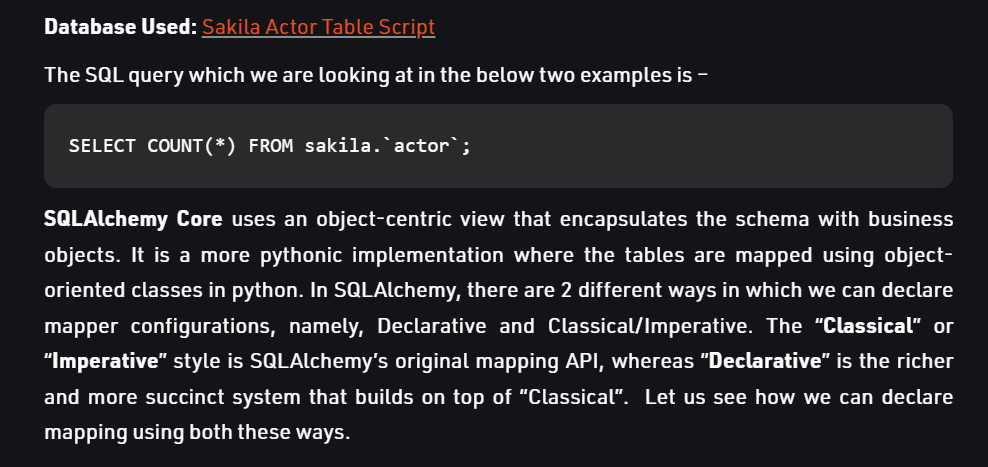 Database Used: Sakila Actor Table Script
The SQL query which we are looking at in the below two examples is –
SELECT COUNT(*) FROM sakila.`actor`;
SQLAlchemy Core uses an object-centric view that encapsulates the schema with business
objects. It is a more pythonic implementation where the tables are mapped using object-
oriented classes in python. In SQLAlchemy, there are 2 different ways in which we can declare
mapper configurations, namely, Declarative and Classical/Imperative. The “Classical” or
“Imperative” style is SQLAlchemy’s original mapping API, whereas “Declarative” is the richer
and more succinct system that builds on top of “Classical”.  Let us see how we can declare
mapping using both these ways.